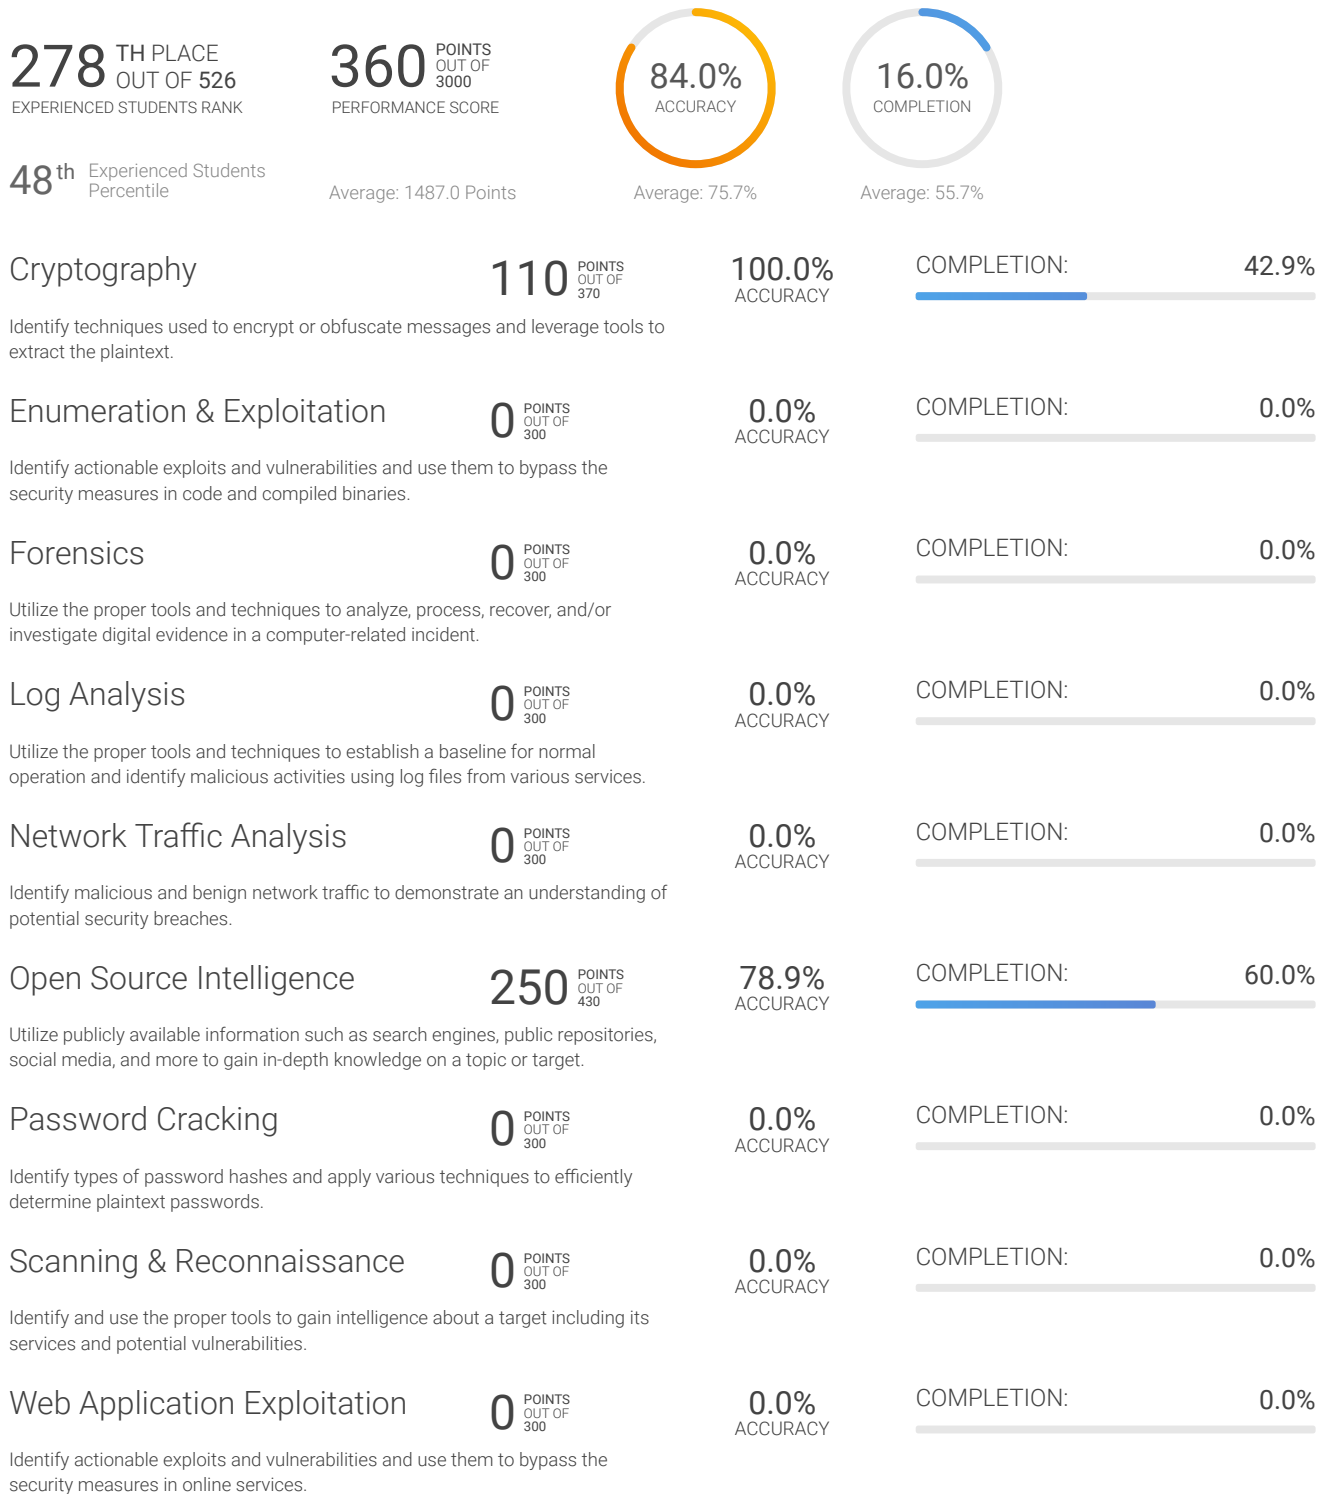 278 TH PLACE
OUT OF 526
EXPERIENCED STUDENTS RANK
360 POINTS
OUT OF
3000
PERFORMANCE SCORE
84.0%
ACCURACY
16.0%
COMPLETION
48th Experienced Students
Percentile
Average: 1487.0 Points
Average: 75.7%
Average: 55.7%
Cryptography
110 POINTS
OUT OF
370
100.0%
ACCURACY
COMPLETION: 42.9%
Identify techniques used to encrypt or obfuscate messages and leverage tools to
extract the plaintext.
Enumeration & Exploitation
0 POINTS
OUT OF
300
0.0%
ACCURACY
COMPLETION: 0.0%
Identify actionable exploits and vulnerabilities and use them to bypass the
security measures in code and compiled binaries.
Forensics
0 POINTS
OUT OF
300
0.0%
ACCURACY
COMPLETION: 0.0%
Utilize the proper tools and techniques to analyze, process, recover, and/or
investigate digital evidence in a computer-related incident.
Log Analysis
0 POINTS
OUT OF
300
0.0%
ACCURACY
COMPLETION: 0.0%
Utilize the proper tools and techniques to establish a baseline for normal
operation and identify malicious activities using log files from various services.
Network Traffic Analysis
0 POINTS
OUT OF
300
0.0%
ACCURACY
COMPLETION: 0.0%
Identify malicious and benign network traffic to demonstrate an understanding of
potential security breaches.
Open Source Intelligence
250 POINTS
OUT OF
430
78.9%
ACCURACY
COMPLETION: 60.0%
Utilize publicly available information such as search engines, public repositories,
social media, and more to gain in-depth knowledge on a topic or target.
Password Cracking
0 POINTS
OUT OF
300
0.0%
ACCURACY
COMPLETION: 0.0%
Identify types of password hashes and apply various techniques to efficiently
determine plaintext passwords.
Scanning & Reconnaissance
0 POINTS
OUT OF
300
0.0%
ACCURACY
COMPLETION: 0.0%
Identify and use the proper tools to gain intelligence about a target including its
services and potential vulnerabilities.
Web Application Exploitation
0 POINTS
OUT OF
300
0.0%
ACCURACY
COMPLETION: 0.0%
Identify actionable exploits and vulnerabilities and use them to bypass the
security measures in online services.